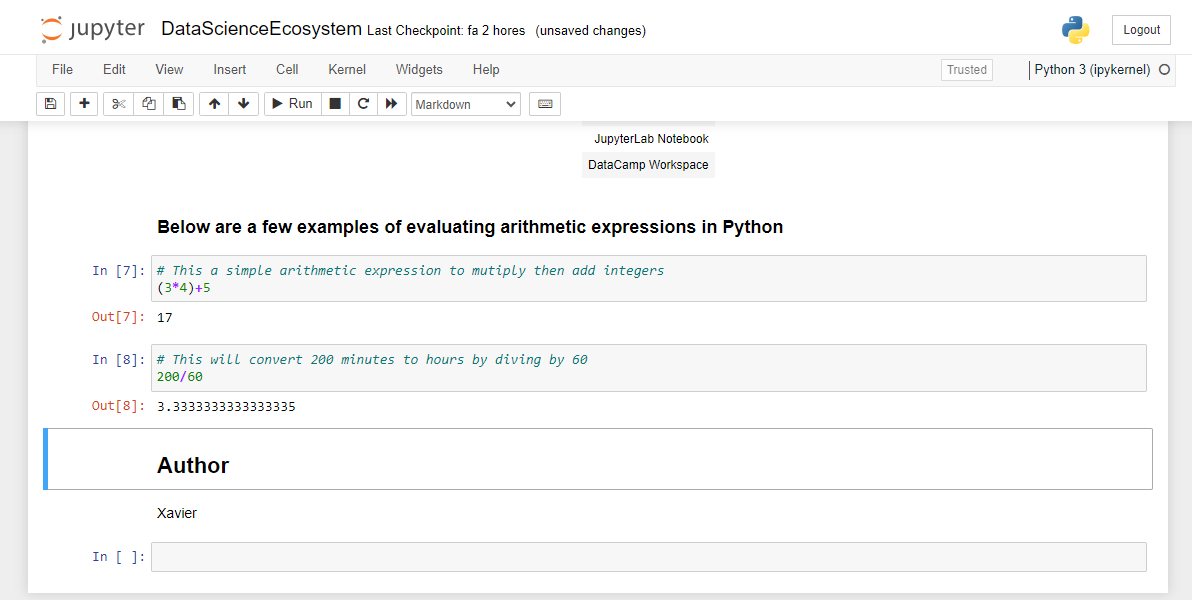 jupyter DataScienceEcosystem Last Checkpoint: fa 2 hores (unsaved changes) Logout
File Edit View Insert Cell Kernel Widgets Help Trusted Python 3 (ipykernel)
Run Markdown
JupyterLab Notebook
DataCamp Workspace
Below are a few examples of evaluating arithmetic expressions in Python
In [7]: # This a simple arithmetic expression to mutiply then add integers
(3*4)+5
Out[7]: 17
In [8]: # This will convert 200 minutes to hours by diving by 60
200/60
Out[8]: 3.3333333333333335
Author
Xavier
In [ ]: